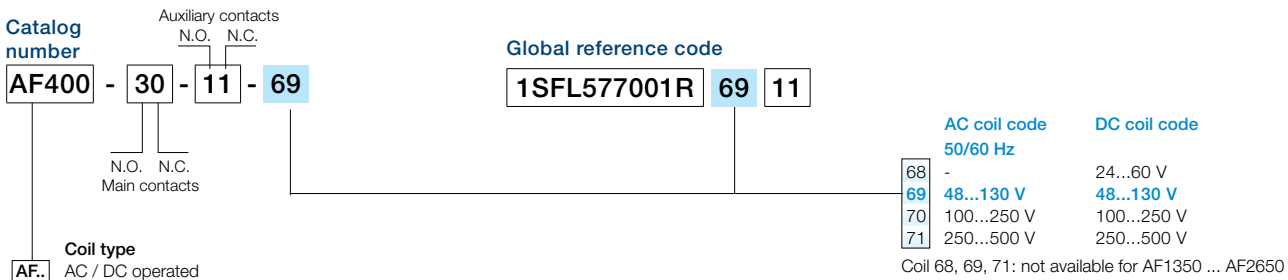 Catalog
number
Auxiliary contacts
N.O. N.C.
AF400 - 30 - 11 - 69
N.O. N.C.
Main contacts
Coil type
AF.. AC / DC operated
Global reference code
1SFL577001R 69 11
AC coil code DC coil code
50/60 Hz
68 - 24...60 V
69 48...130 V 48...130 V
70 100...250 V 100...250 V
71 250...500 V 250...500 V
Coil 68, 69, 71: not available for AF1350 ... AF2650